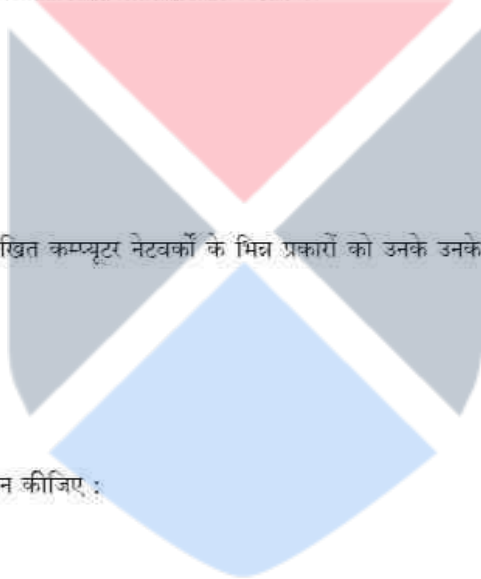 खित कम्प्यूटर नेटवर्कों के भिन्न प्रकारों को उनके उनके
न कीजिए :